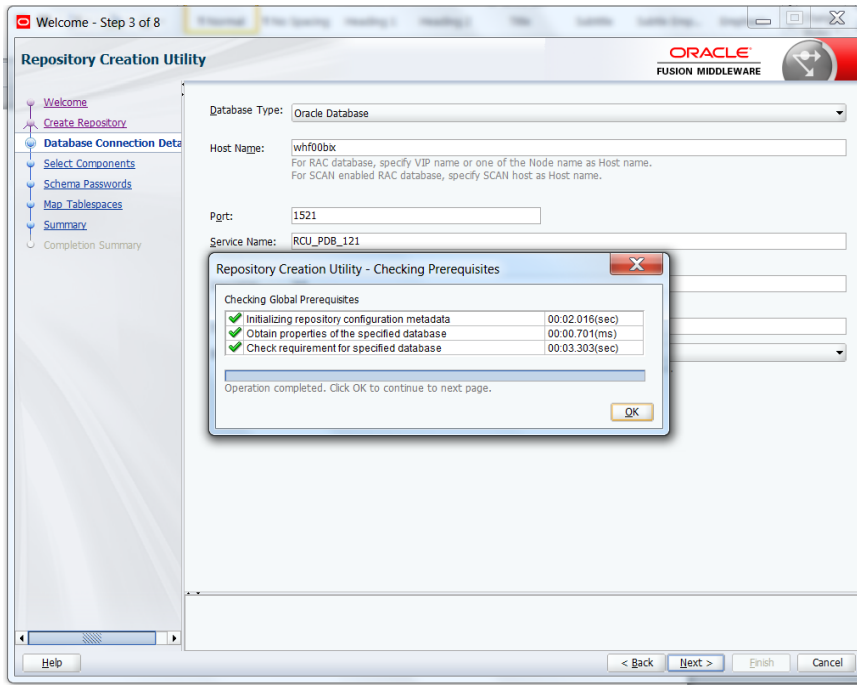 Welcome - Step 3 of 8
Repository Creation Utility
ORACLE
FUSION MIDDLEWARE
Welcome
Create Repository
Database Connection Deta
Select Components
Schema Passwords
Map Tablespaces
Summary
Completion Summary
Database Type: Oracle Database
Host Name: whf00bix
For RAC database, specify VIP name or one of the Node name as Host name.
For SCAN enabled RAC database, specify SCAN host as Host name.
Port: 1521
Service Name: RCU_PDB_121
Repository Creation Utility - Checking Prerequisites
Checking Global Prerequisites
Initializing repository configuration metadata 00:02.016(sec)
Obtain properties of the specified database 00:00.701(ms)
Check requirement for specified database 00:03.303(sec)
Operation completed. Click OK to continue to next page.
OK
Help < Back Next > Finish Cancel